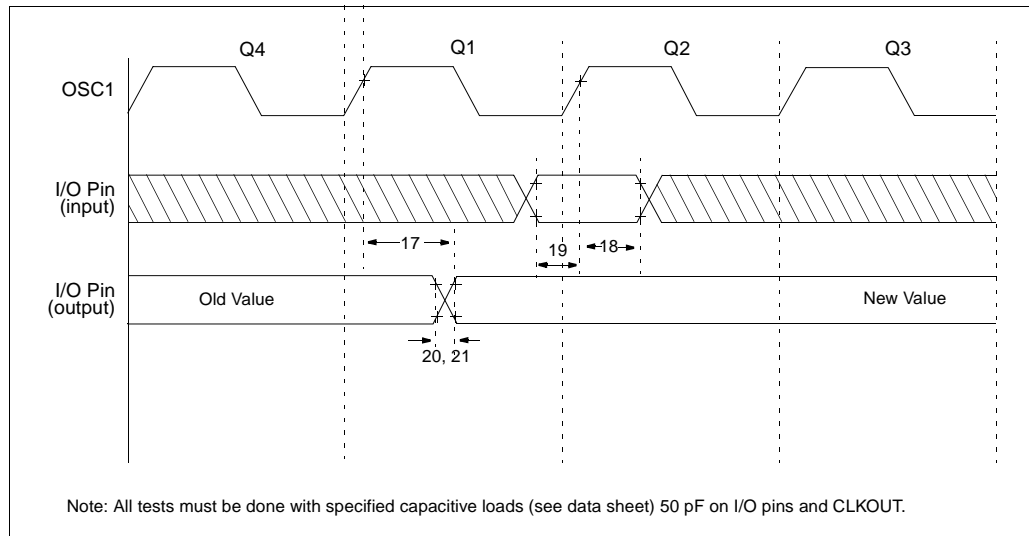 Q4 Q1 Q2 Q3
OSC1
I/O Pin
(input)
17
19
18
I/O Pin
(output)
Old Value
New Value
20, 21
Note: All tests must be done with specified capacitive loads (see data sheet) 50 pF on I/O pins and CLKOUT.